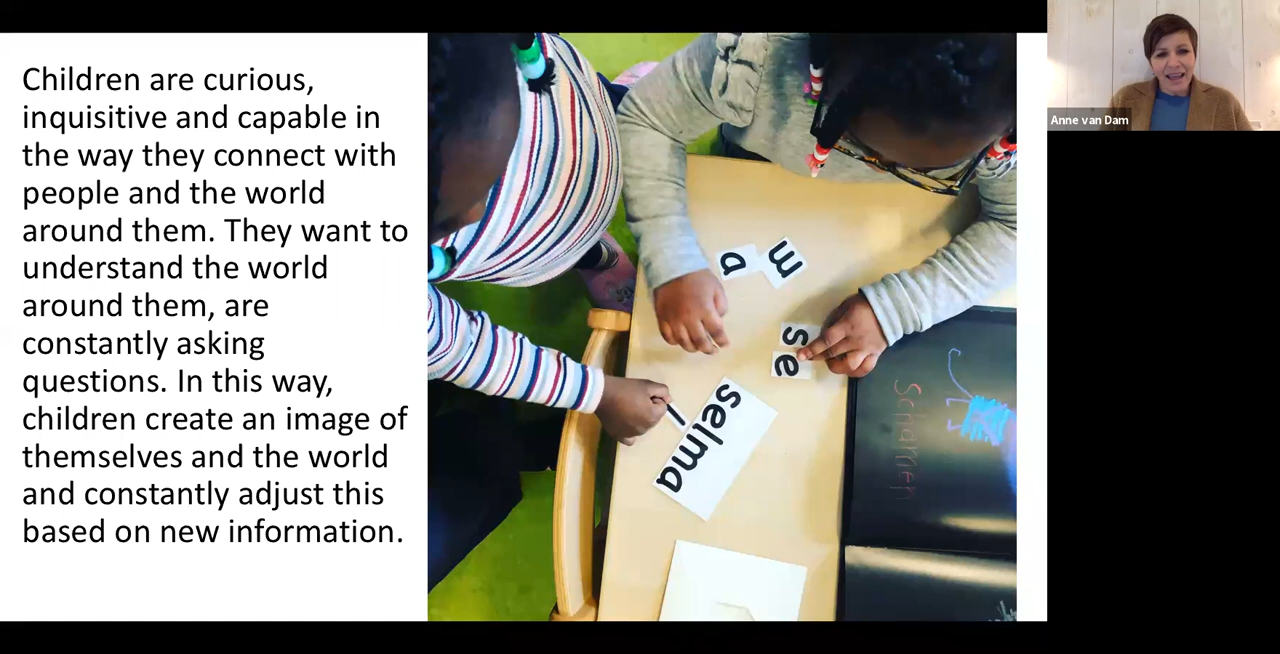 Children are curious,
inquisitive and capable in
the way they connect with
people and the world
around them. They want to
understand the world
around them, are
constantly asking
questions. In this way,
children create an image of
themselves and the world
and constantly adjust this
based on new information.
a
m
s
e
l
selma
Schamen
Anne van Dam